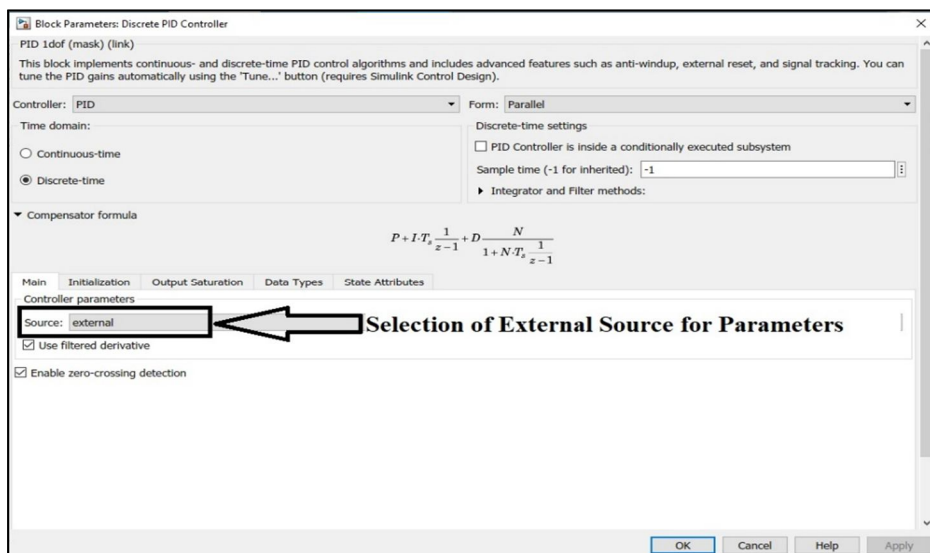 Block Parameters: Discrete PID Controller
PID 1dof (mask) (link)
This block implements continuous- and discrete-time PID control algorithms and includes advanced features such as anti-windup, external reset, and signal tracking. You can
tune the PID gains automatically using the 'Tune...' button (requires Simulink Control Design).
Controller: PID
Form: Parallel
Time domain:
Continuous-time
Discrete-time
Discrete-time settings
PID Controller is inside a conditionally executed subsystem
Sample time (-1 for inherited): -1
Integrator and Filter methods:
Compensator formula
P + I·Tₛ 1/(z−1) + D N/(1 + N·Tₛ 1/(z−1))
Main Initialization Output Saturation Data Types State Attributes
Controller parameters
Source: external
Selection of External Source for Parameters
Use filtered derivative
Enable zero-crossing detection
OK Cancel Help Apply